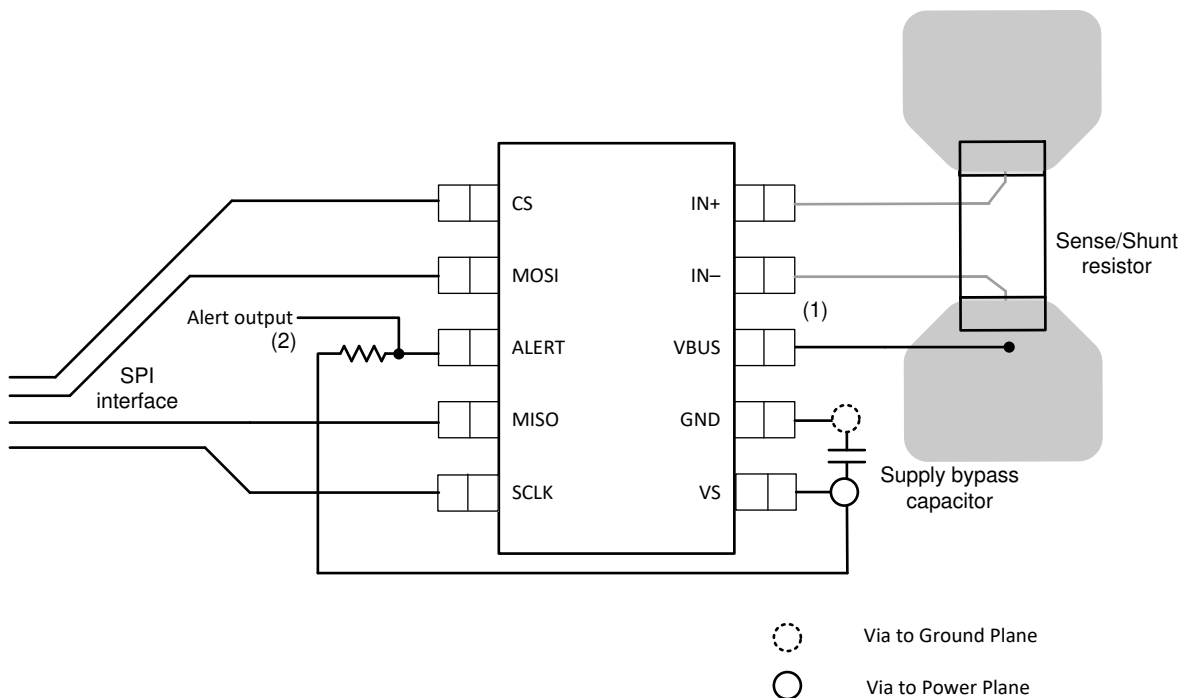 CS
IN+
Sense/Shunt
resistor
MOSI
IN–
(1)
Alert output
(2)
ALERT
VBUS
SPI
interface
MISO
GND
Supply bypass
capacitor
SCLK
VS
Via to Ground Plane
Via to Power Plane